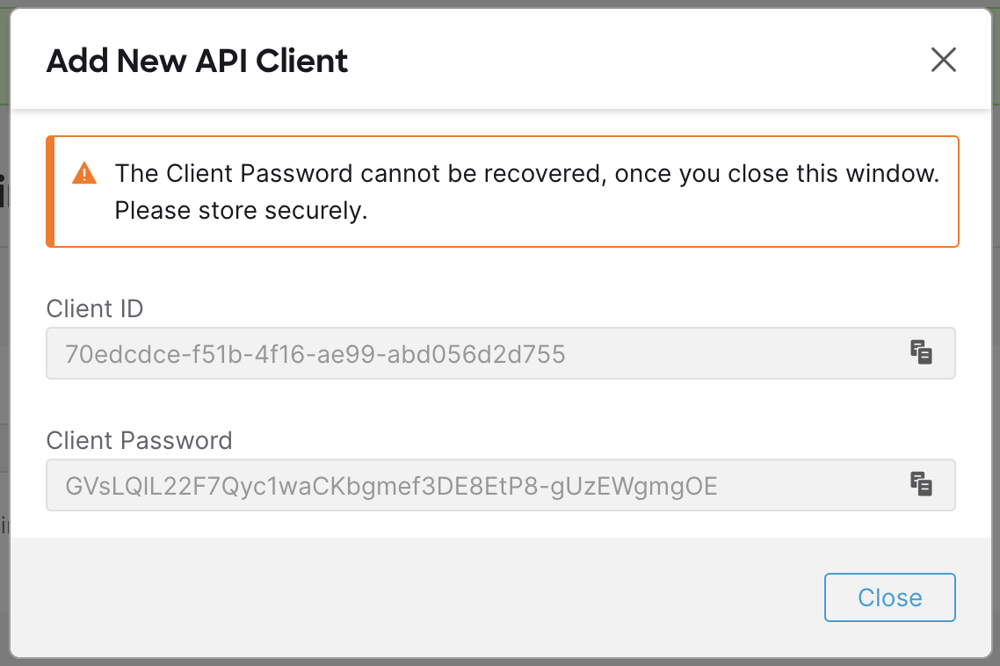 Add New API Client
The Client Password cannot be recovered, once you close this window.
Please store securely.
Client ID
70edcdce-f51b-4f16-ae99-abd056d2d755
Client Password
GVsLQlL22F7Qyc1waCKbgmef3DE8EtP8-gUzEWgmgOE
Close